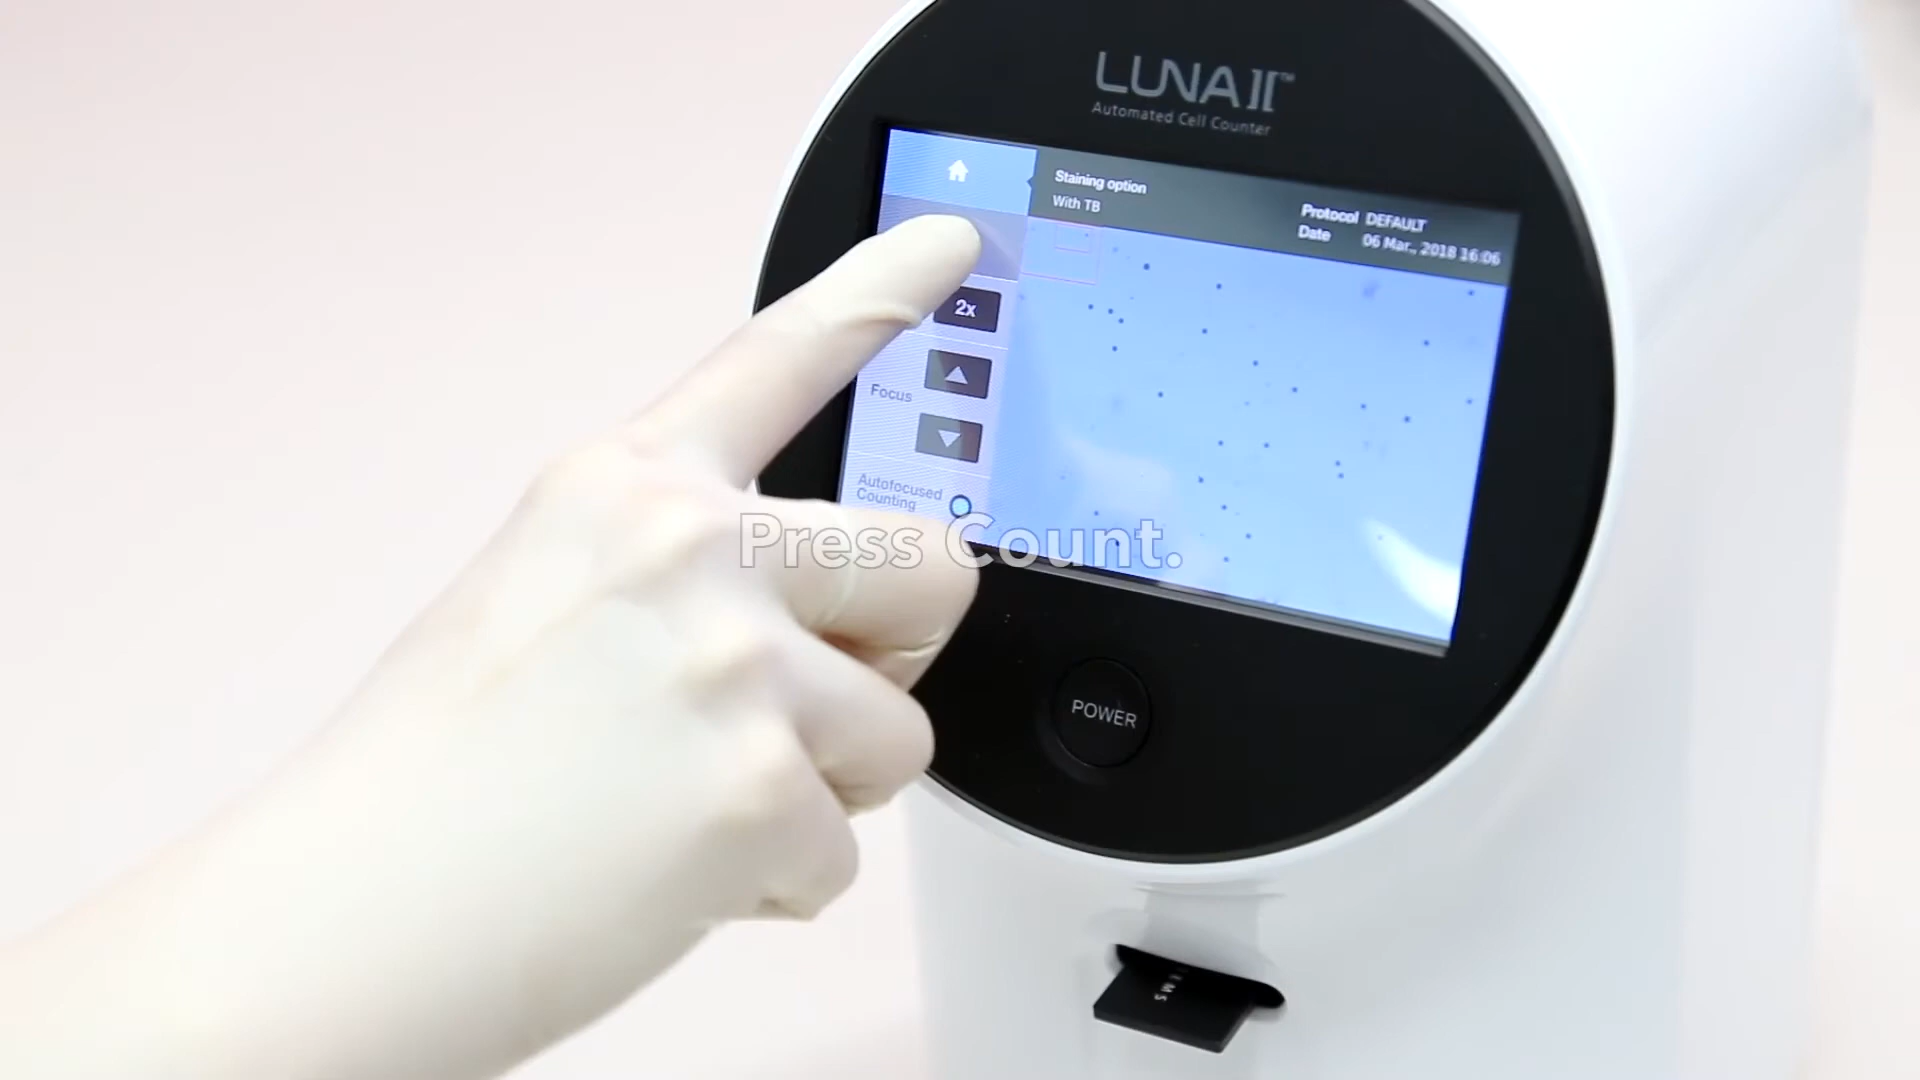 LUNA II™
Automated Cell Counter
Staining option
With TB
Protocol DEFAULT
Date 06 Mar., 2018 16:06
2x
Focus
Autofocused
Counting
Press Count.
POWER